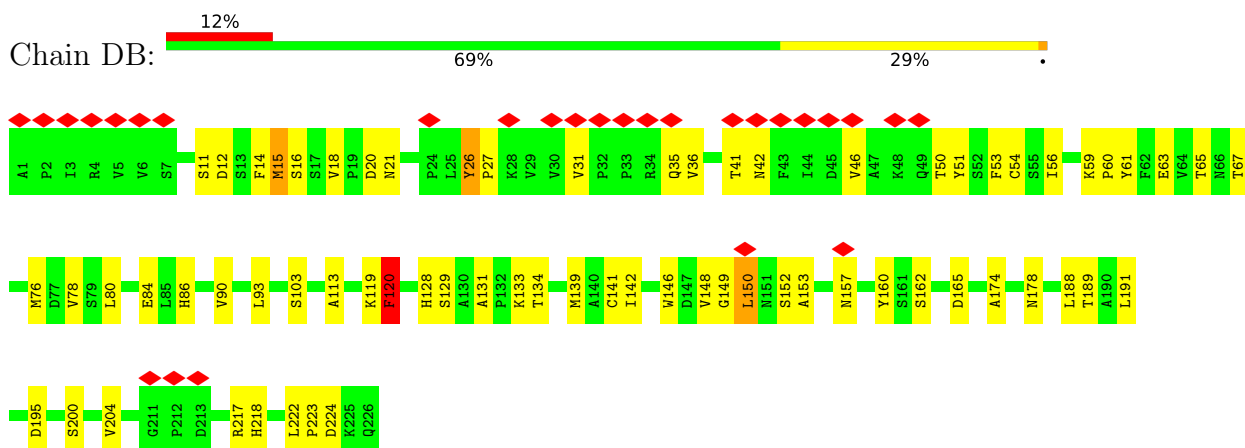 12%
Chain DB:
69% 29% •
A1 P2 I3 R4 V5 V6 S7 S11 D12 S13 F14 M15 S16 S17 V18 P19 D20 N21 P24 L25 Y26 P27 K28 V29 V30 V31 P32 P33 R34 Q35 V36 T41 N42 F43 I44 D45 V46 A47 K48 Q49 T50 Y51 S52 F53 C54 S55 I56 K59 P60 Y61 F62 E63 V64 T65 N66 T67
M76 D77 V78 S79 L80 E84 L85 H86 V90 L93 S103 A113 K119 F120 H128 S129 A130 A131 P132 K133 T134 M139 A140 C141 I142 W146 D147 V148 G149 L150 N151 S152 A153 N157 Y160 S161 S162 D165 A174 N178 L188 T189 A190 L191
D195 S200 V204 G211 P212 D213 R217 H218 L222 P223 D224 K225 Q226